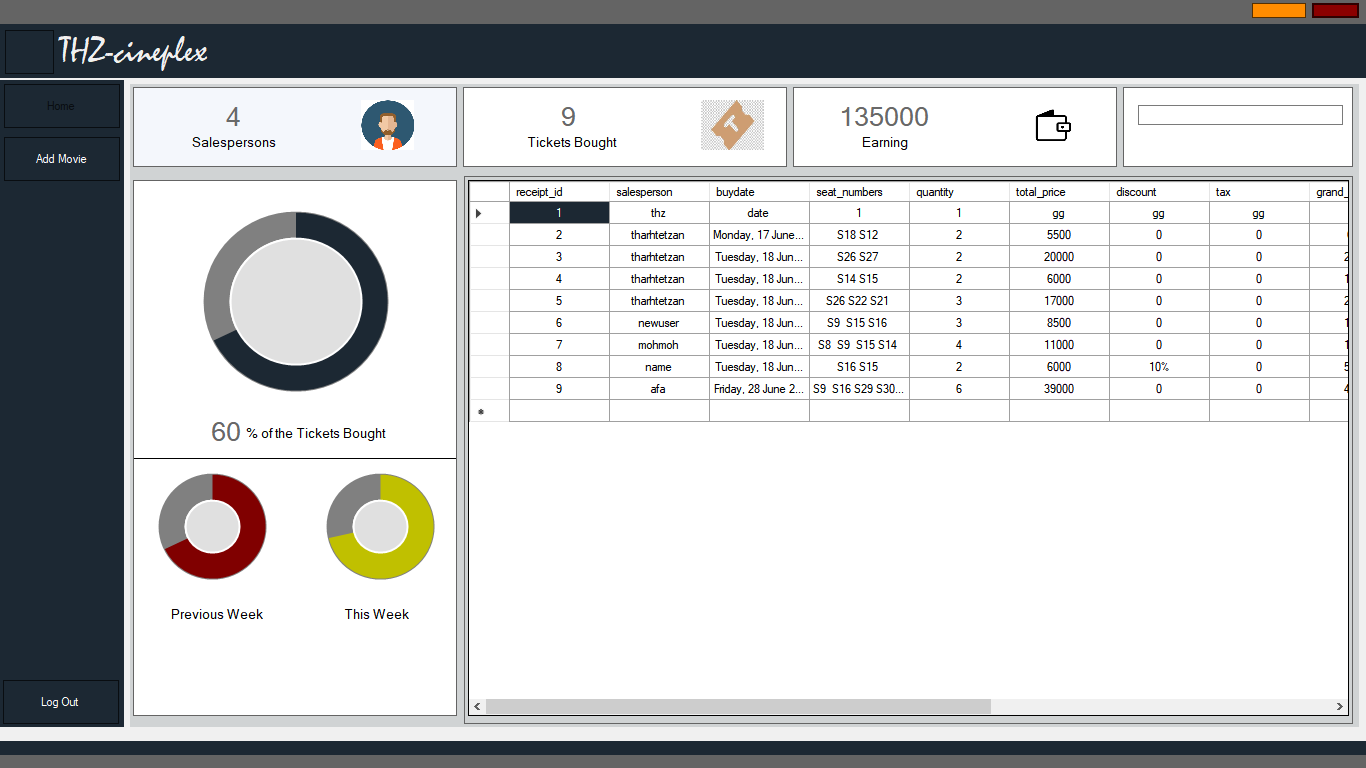 THZ-cineplex
Home
Add Movie
Log Out
4
Salespersons
9
Tickets Bought
135000
Earning
60 % of the Tickets Bought
Previous Week
This Week
receipt_id salesperson buydate seat_numbers quantity total_price discount tax grand_
1 thz date 1 1 gg gg gg
2 tharhtetzan Monday, 17 June... S18 S12 2 5500 0 0
3 tharhtetzan Tuesday, 18 Jun... S26 S27 2 20000 0 0 2
4 tharhtetzan Tuesday, 18 Jun... S14 S15 2 6000 0 0
5 tharhtetzan Tuesday, 18 Jun... S26 S22 S21 3 17000 0 0 2
6 newuser Tuesday, 18 Jun... S9 S15 S16 3 8500 0 0
7 mohmoh Tuesday, 18 Jun... S8 S9 S15 S14 4 11000 0 0
8 name Tuesday, 18 Jun... S16 S15 2 6000 10% 0 5
9 afa Friday, 28 June 2... S9 S16 S29 S30... 6 39000 0 0 4